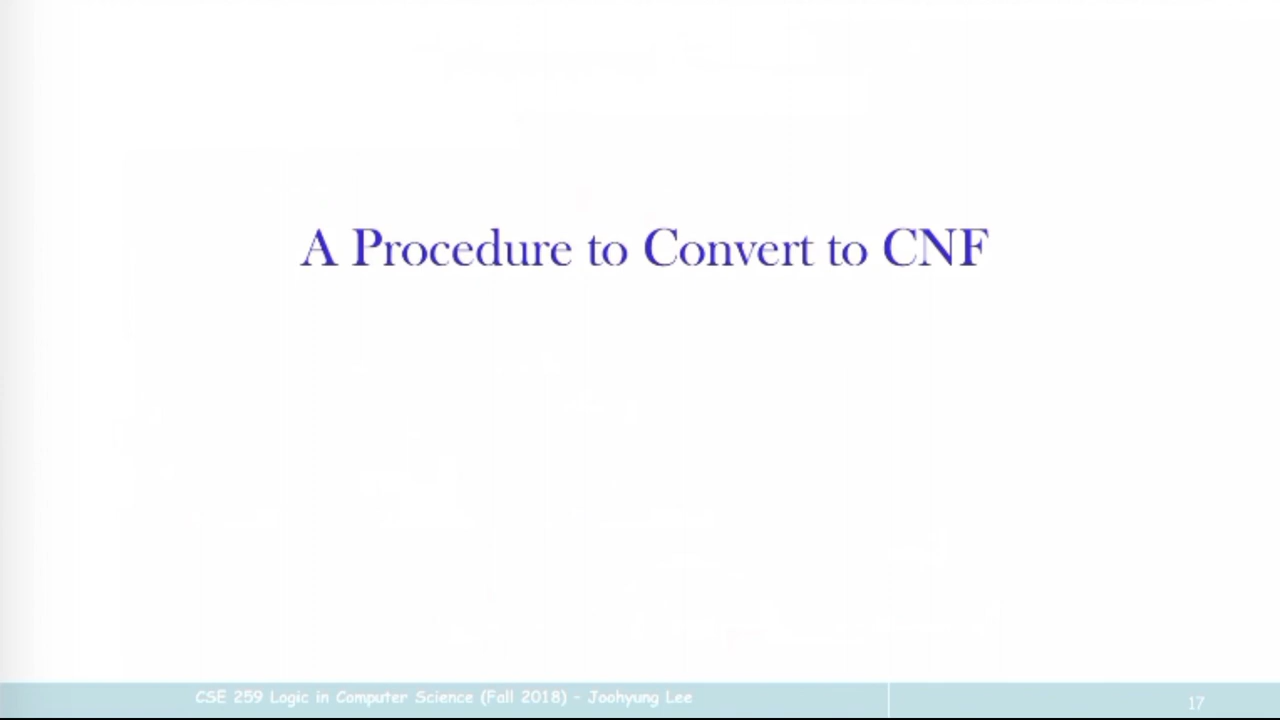 A Procedure to Convert to CNF
CSE 259 Logic in Computer Science (Fall 2018) - Joohyung Lee
17